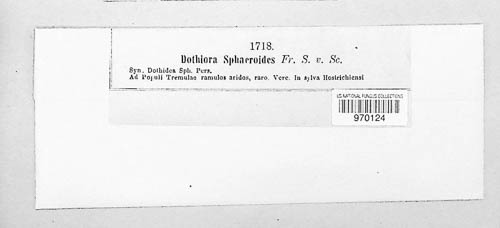 1718.
Dothiora Sphaeroides Fr. S. v. Sc.
Syn. Dothidea Sph. Pers.
Ad Populi Tremulae ramulos aridos, raro. Vere. In sylva Hostrichiensi
US NATIONAL FUNGUS COLLECTIONS
970124